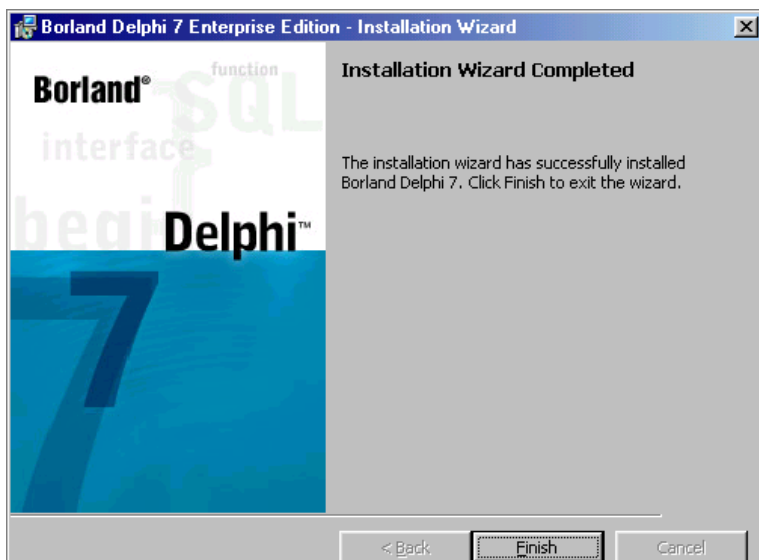 Borland Delphi 7 Enterprise Edition - Installation Wizard
Borland®
function
SQL
interface
begin
Delphi™
7
7
Installation Wizard Completed
The installation wizard has successfully installed
Borland Delphi 7. Click Finish to exit the wizard.
< Back
Finish
Cancel